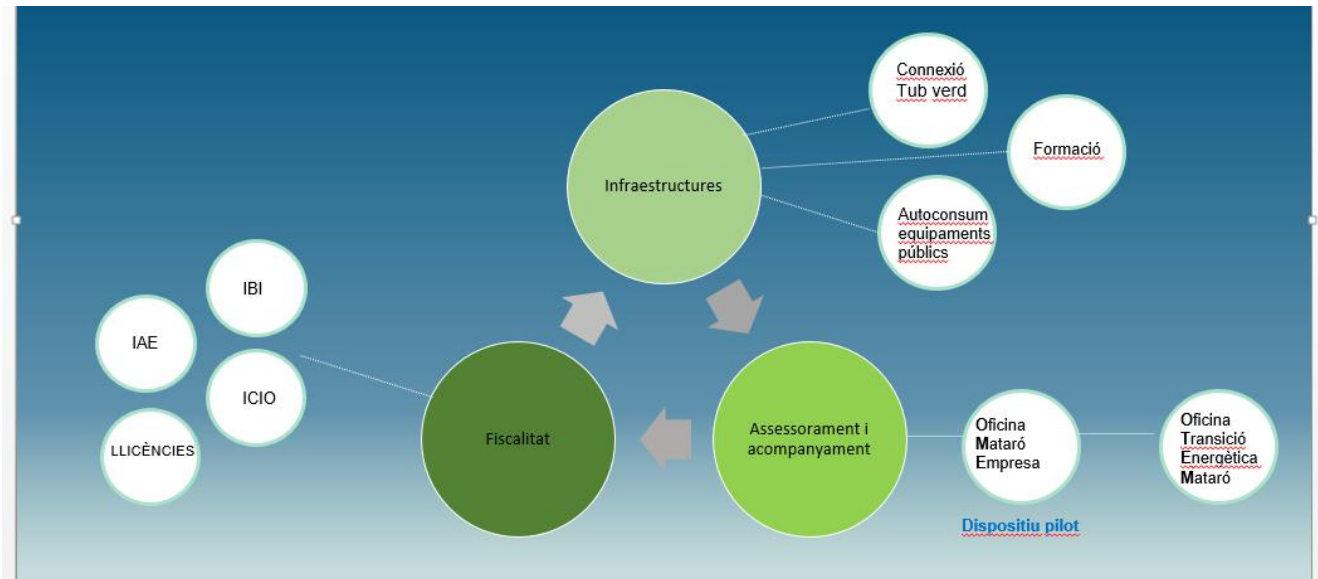 Connexió
Tub verd
Formació
Infraestructures
Autoconsum
equipaments
públics
IBI
IAE
ICIO
LLICÈNCIES
Fiscalitat
Assessorament i
acompanyament
Oficina
Mataró
Empresa
Oficina
Transició
Energètica
Mataró
Dispositiu pilot